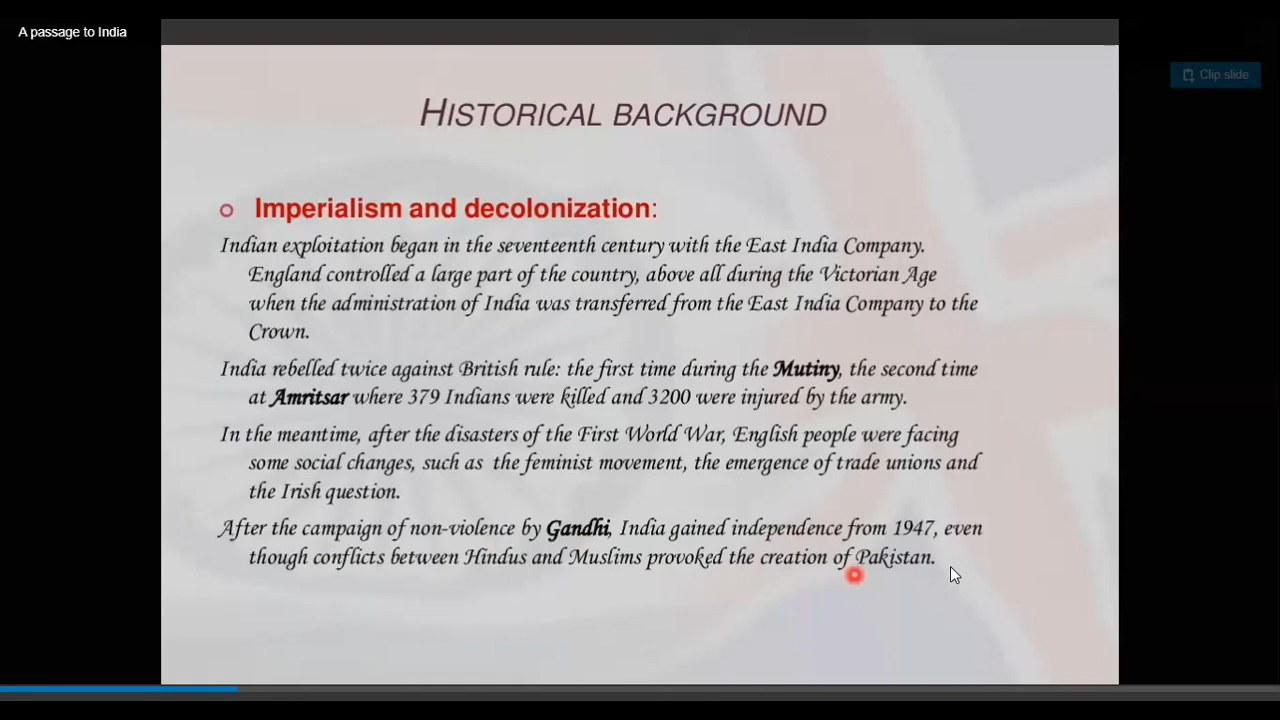 A passage to India
Clip slide
HISTORICAL BACKGROUND
Imperialism and decolonization:
Indian exploitation began in the seventeenth century with the East India Company.
England controlled a large part of the country, above all during the Victorian Age
when the administration of India was transferred from the East India Company to the
Crown.
India rebelled twice against British rule: the first time during the Mutiny, the second time
at Amritsar where 379 Indians were killed and 3200 were injured by the army.
In the meantime, after the disasters of the First World War, English people were facing
some social changes, such as the feminist movement, the emergence of trade unions and
the Irish question.
After the campaign of non-violence by Gandhi, India gained independence from 1947, even
though conflicts between Hindus and Muslims provoked the creation of Pakistan.